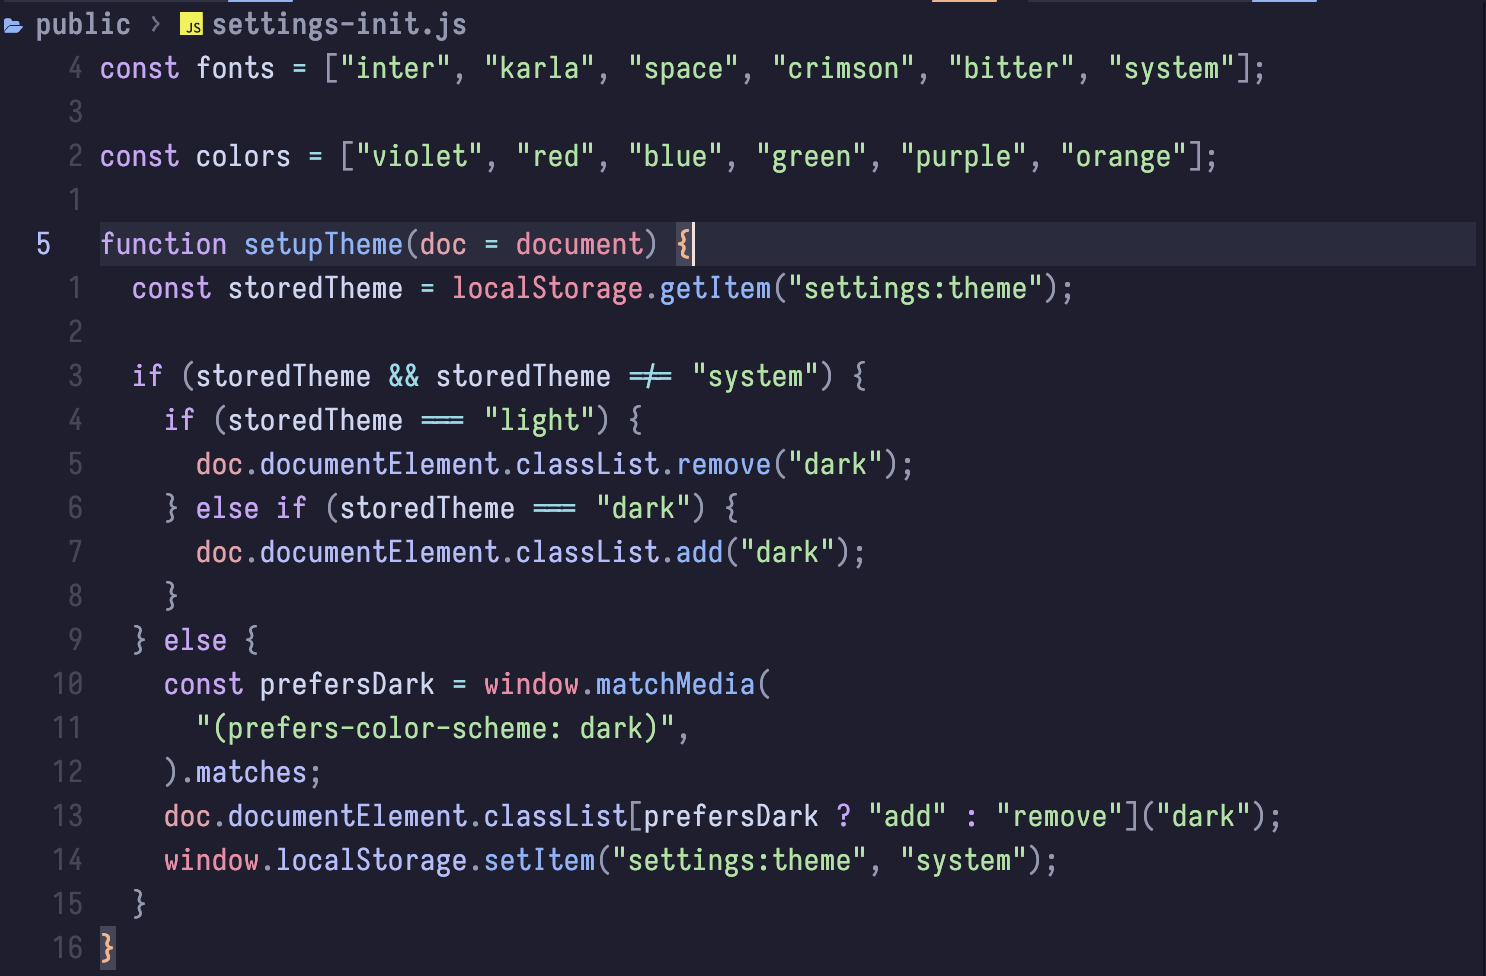 public > JS settings-init.js
4 const fonts = ["inter", "karla", "space", "crimson", "bitter", "system"];
3
2 const colors = ["violet", "red", "blue", "green", "purple", "orange"];
1
5 function setupTheme(doc = document) {
1   const storedTheme = localStorage.getItem("settings:theme");
2
3   if (storedTheme && storedTheme !== "system") {
4     if (storedTheme === "light") {
5       doc.documentElement.classList.remove("dark");
6     } else if (storedTheme === "dark") {
7       doc.documentElement.classList.add("dark");
8     }
9   } else {
10     const prefersDark = window.matchMedia(
11       "(prefers-color-scheme: dark)",
12     ).matches;
13     doc.documentElement.classList[prefersDark ? "add" : "remove"]("dark");
14     window.localStorage.setItem("settings:theme", "system");
15   }
16 }